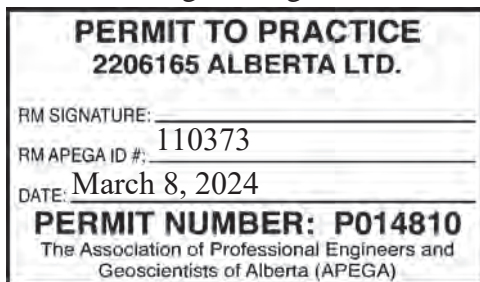 PERMIT TO PRACTICE
2206165 ALBERTA LTD.
RM SIGNATURE:
RM APEGA ID #: 110373
DATE: March 8, 2024
PERMIT NUMBER: P014810
The Association of Professional Engineers and
Geoscientists of Alberta (APEGA)